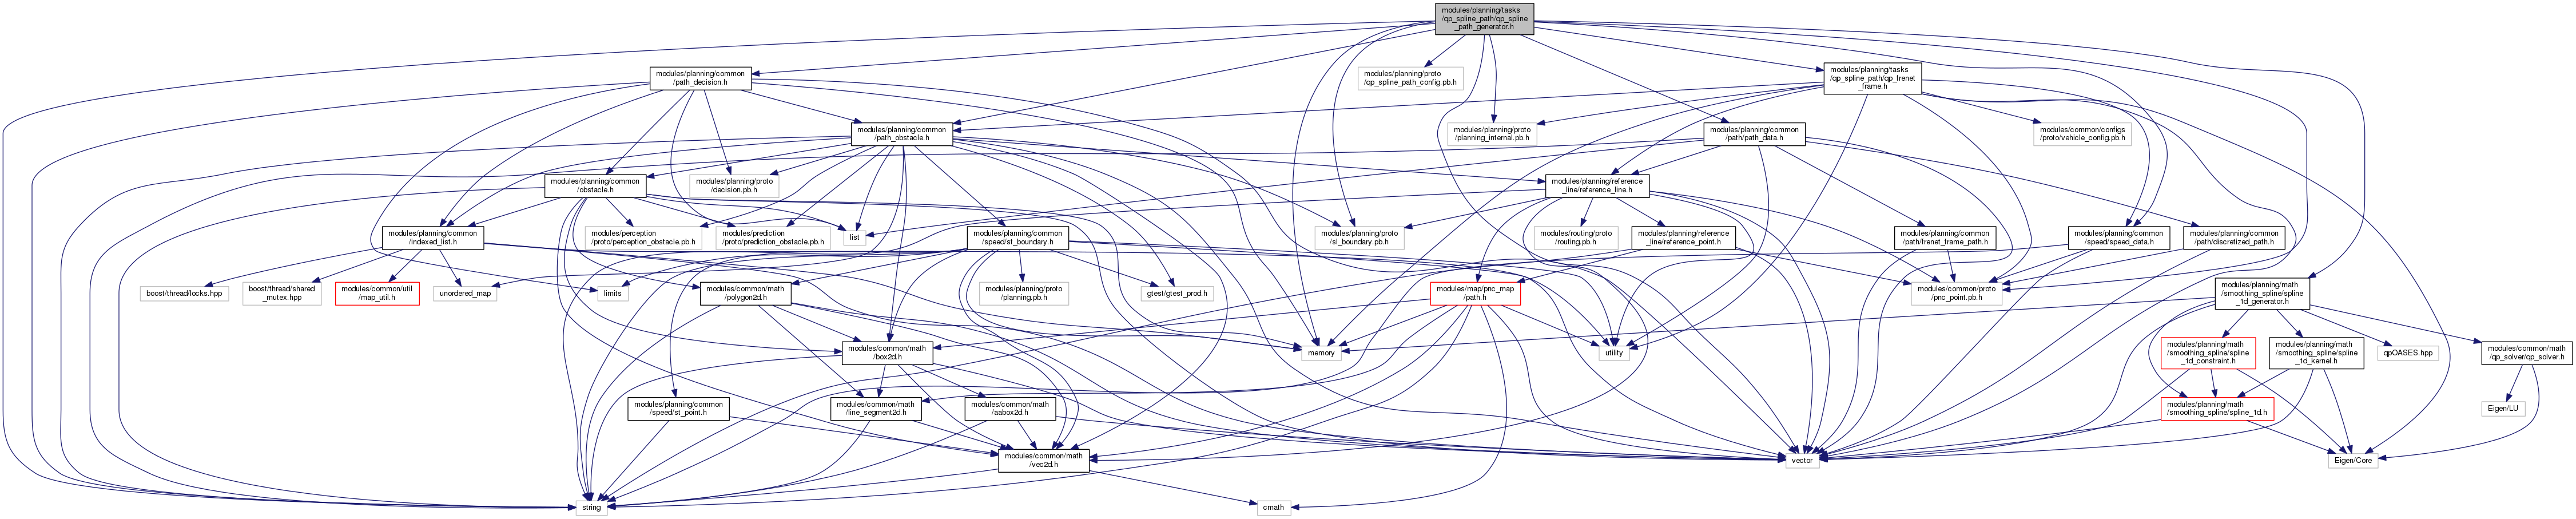 modules/planning/tasks
/qp_spline_path/qp_spline
_path_generator.h
modules/planning/common
/path_decision.h
modules/planning/proto
/qp_spline_path_config.pb.h
modules/planning/tasks
/qp_spline_path/qp_frenet
_frame.h
modules/planning/common
/path_obstacle.h
modules/planning/proto
/planning_internal.pb.h
modules/planning/common
/path/path_data.h
modules/common/configs
/proto/vehicle_config.pb.h
modules/planning/common
/obstacle.h
modules/planning/proto
/decision.pb.h
modules/planning/reference
_line/reference_line.h
modules/planning/common
/indexed_list.h
modules/perception
/proto/perception_obstacle.pb.h
modules/prediction
/proto/prediction_obstacle.pb.h
list
modules/planning/common
/speed/st_boundary.h
modules/planning/proto
/sl_boundary.pb.h
modules/routing/proto
/routing.pb.h
modules/planning/reference
_line/reference_point.h
modules/planning/common
/path/frenet_frame_path.h
modules/planning/common
/speed/speed_data.h
modules/planning/common
/path/discretized_path.h
boost/thread/locks.hpp
boost/thread/shared
_mutex.hpp
modules/common/util
/map_util.h
unordered_map
limits
modules/common/math
/polygon2d.h
modules/planning/proto
/planning.pb.h
gtest/gtest_prod.h
modules/map/pnc_map
/path.h
modules/common/proto
/pnc_point.pb.h
modules/planning/math
/smoothing_spline/spline
_1d_generator.h
modules/common/math
/box2d.h
memory
utility
modules/planning/math
/smoothing_spline/spline
_1d_constraint.h
modules/planning/math
/smoothing_spline/spline
_1d_kernel.h
qpOASES.hpp
modules/common/math
/qp_solver/qp_solver.h
modules/planning/common
/speed/st_point.h
modules/common/math
/line_segment2d.h
modules/common/math
/aabox2d.h
modules/planning/math
/smoothing_spline/spline_1d.h
Eigen/LU
modules/common/math
/vec2d.h
vector
Eigen/Core
string
cmath